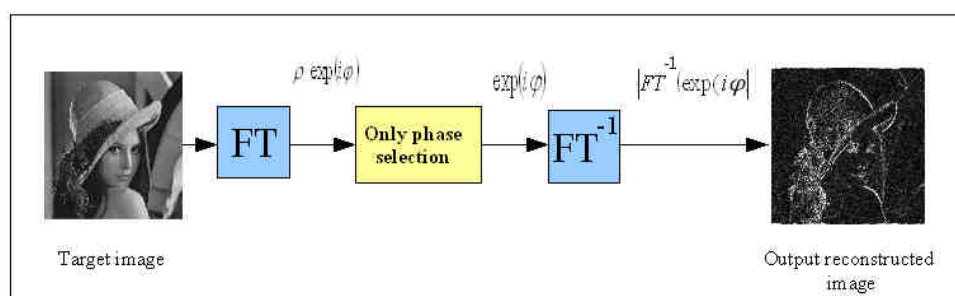 ρ exp(iφ)
exp(iφ)
|FT⁻¹(exp(iφ|
FT
Only phase
selection
FT⁻¹
Target image
Output reconstructed
image